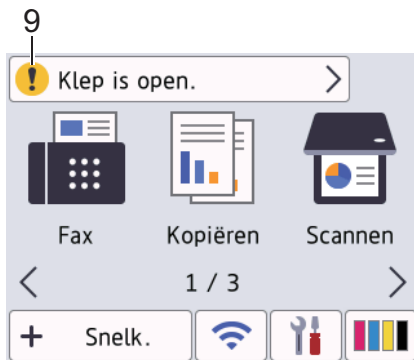 9
! Klep is open. >
Fax Kopiëren Scannen
< 1 / 3 >
+ Snelk.